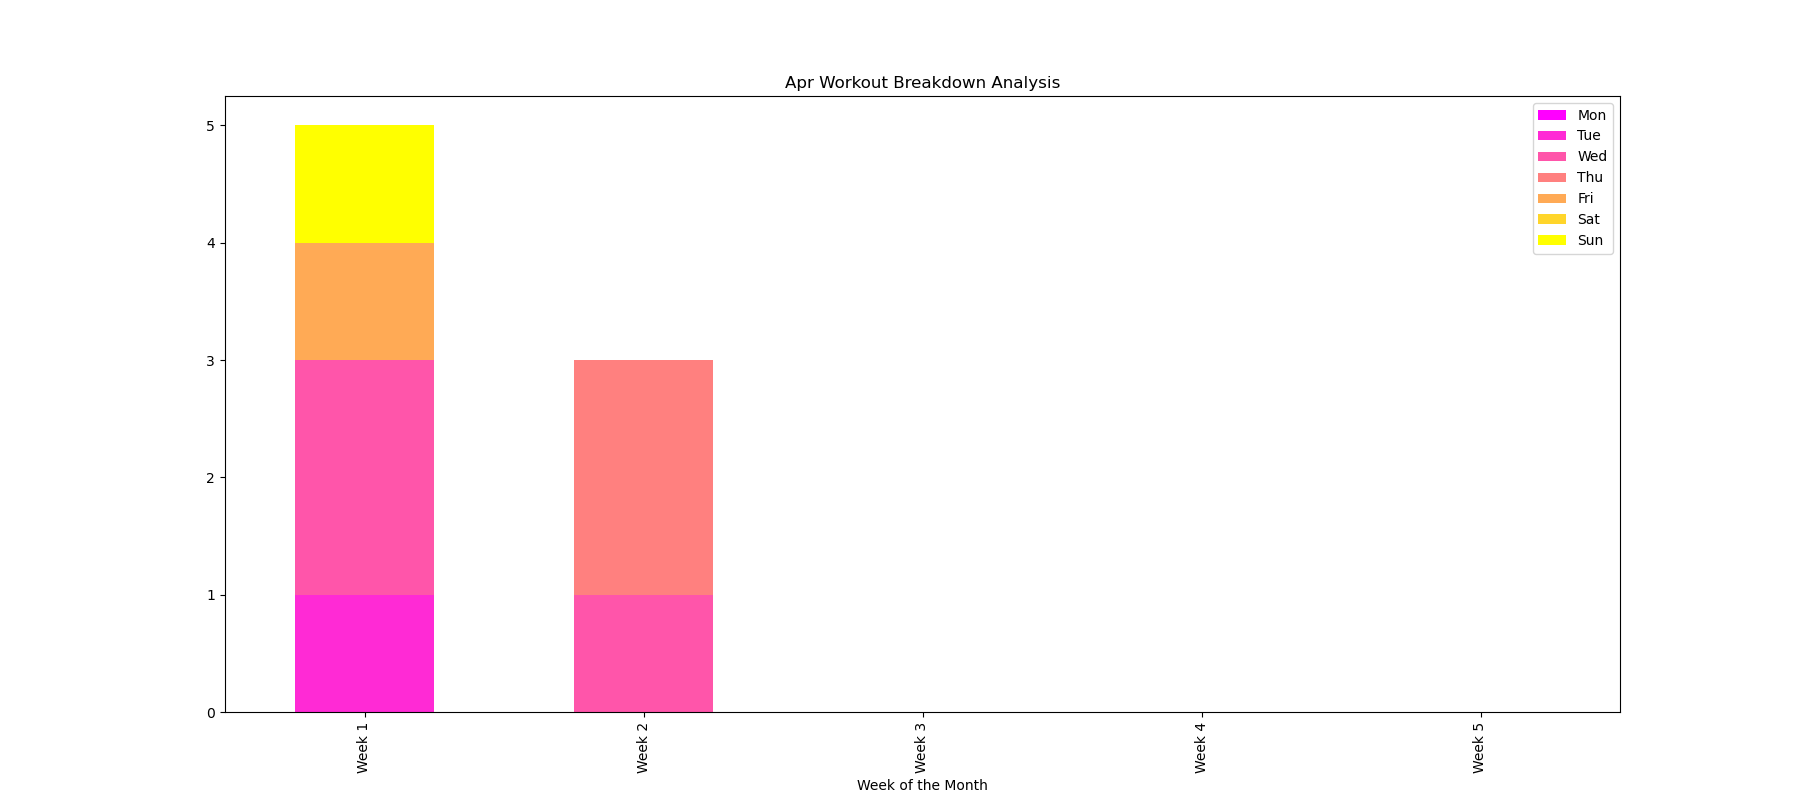 Apr Workout Breakdown Analysis
Mon
Tue
Wed
Thu
Fri
Sat
Sun
5
4
3
2
1
0
Week 1
Week 2
Week 3
Week 4
Week 5
Week of the Month